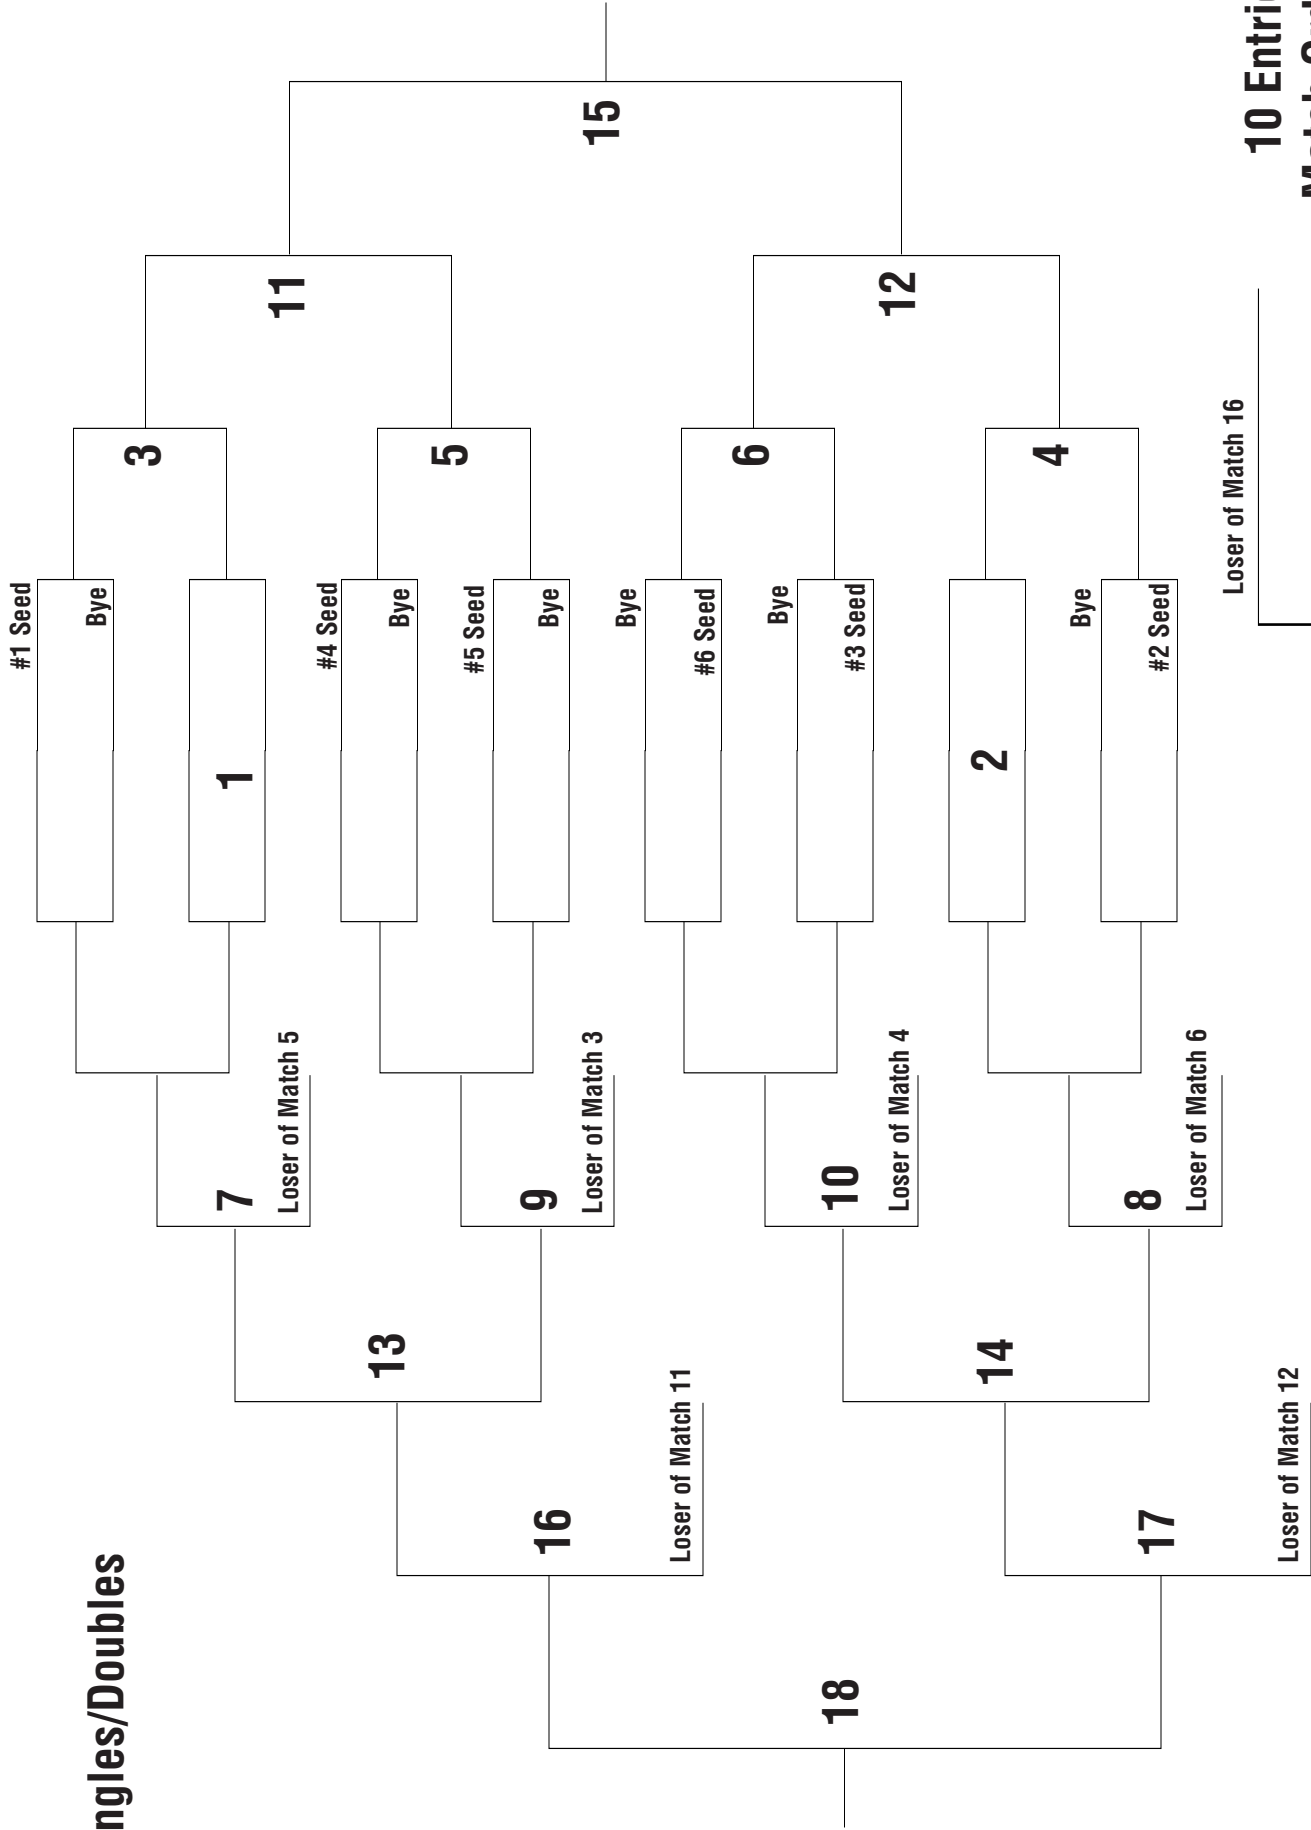 #1 Seed
ngles/Doubles
Bye
3
7
1
Loser of Match 5
11
#4 Seed
13
Bye
5
#5 Seed
9
Bye
16
Loser of Match 3
15
Bye
Loser of Match 11
#6 Seed
6
Bye
18
10
#3 Seed
Loser of Match 4
12
14
2
4
Bye
17
8
#2 Seed
Loser of Match 6
Loser of Match 16
10 Entri
Loser of Match 12